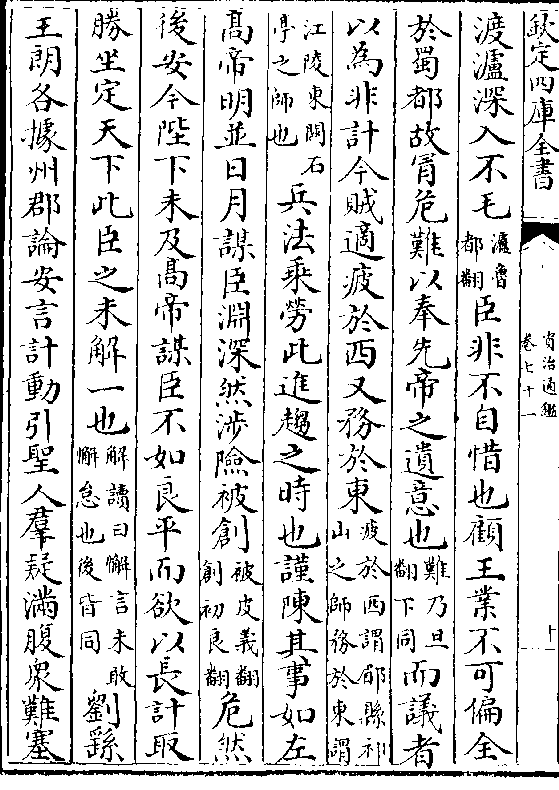 欽定四庫全書
資治通鑑
卷七十一
十
渡瀘深入不毛瀘魯都翻臣非不自惜也顧王業不可偏全
於蜀都故冐危難以奉先帝之遺意也難乃旦翻下同而議者
以為非計今賊適疲於西又務於東疲於西謂郿縣祁山之師務於東謂
江陵東關石亭之師也兵法乗勞此進趨之時也謹陳其事如左
髙帝明並日月謀臣淵深然涉險被創被皮義翻創初良翻危然
後安今陛下未及髙帝謀臣不如良平而欲以長計取
勝坐定天下此臣之未解一也解讀曰懈言未敢懈怠也後皆同劉繇
王朗各據州郡論安言計動引聖人羣疑滿腹衆難塞